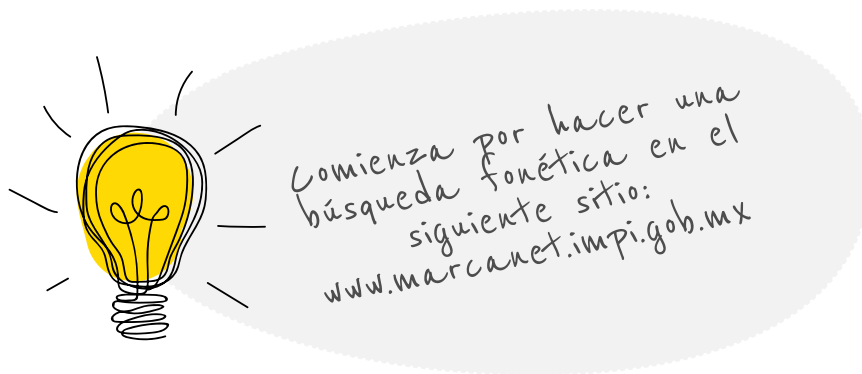 comienza por hacer una
búsqueda fonética en el
siguiente sitio:
www.marcanet.impi.gob.mx